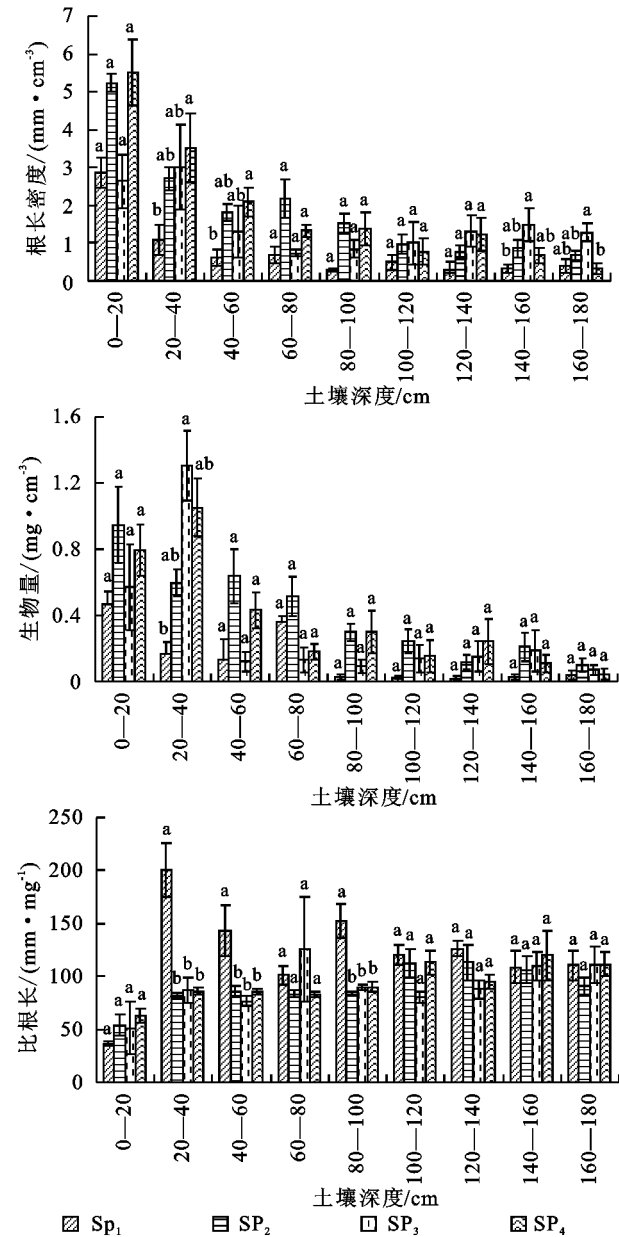 根长密度/(mm·cm⁻³)
7
6
5
4
3
2
1
0
a a a a
b ab ab a
b ab ab a
a a a a
a a a a
a a a a
a a a a
b ab a ab
ab ab a b
0—20
20—40
40—60
60—80
80—100
100—120
120—140
140—160
160—180
土壤深度/cm
生物量/(mg·cm⁻³)
1.6
1.2
0.8
0.4
0
a a a a
b ab a ab
a a a a
a a a a
a a a a
a a a a
a a a a
a a a a
a a a a
0—20
20—40
40—60
60—80
80—100
100—120
120—140
140—160
160—180
土壤深度/cm
比根长/(mm·mg⁻¹)
250
200
150
100
50
0
a a a a
a b b b
a b b b
a a a a
a b b b
a a a a
a a a a
a a a a
a a a a
0—20
20—40
40—60
60—80
80—100
100—120
120—140
140—160
160—180
土壤深度/cm
Sp₁ SP₂ SP₃ SP₄